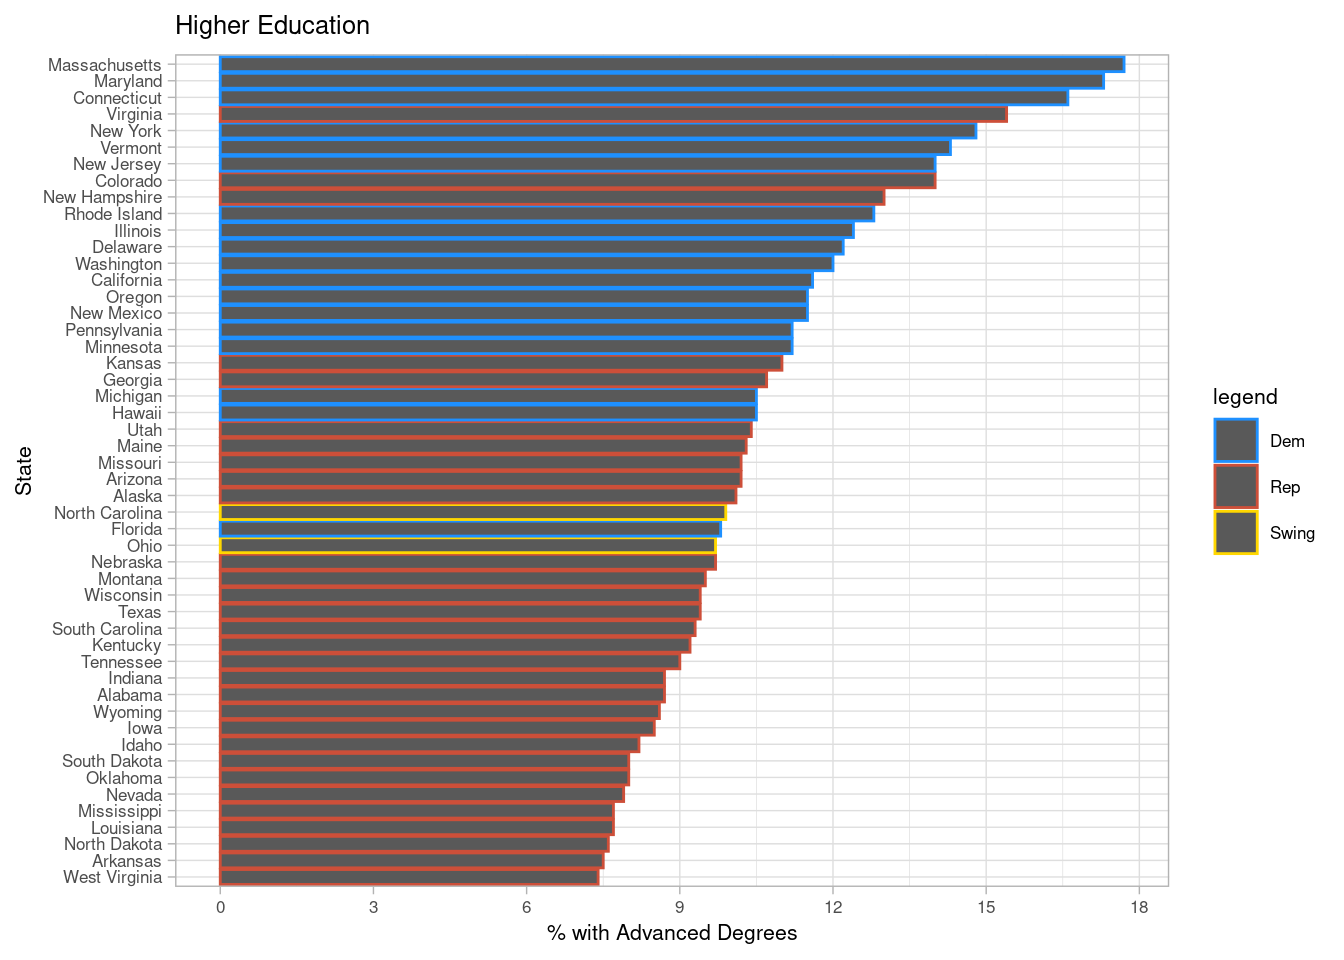 Higher Education
Massachusetts
Maryland
Connecticut
Virginia
New York
Vermont
New Jersey
Colorado
New Hampshire
Rhode Island
Illinois
Delaware
Washington
California
Oregon
New Mexico
Pennsylvania
Minnesota
Kansas
Georgia
Michigan
Hawaii
Utah
Maine
Missouri
Arizona
Alaska
North Carolina
Florida
Ohio
Nebraska
Montana
Wisconsin
Texas
South Carolina
Kentucky
Tennessee
Indiana
Alabama
Wyoming
Iowa
Idaho
South Dakota
Oklahoma
Nevada
Mississippi
Louisiana
North Dakota
Arkansas
West Virginia
State
0 3 6 9 12 15 18
% with Advanced Degrees
legend
Dem
Rep
Swing